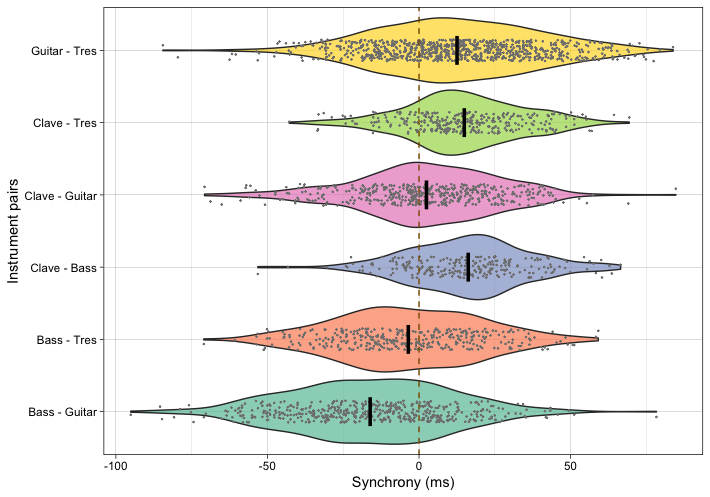 Instrument pairs
Guitar - Tres
Clave - Tres
Clave - Guitar
Clave - Bass
Bass - Tres
Bass - Guitar
-100 -50 0 50
Synchrony (ms)